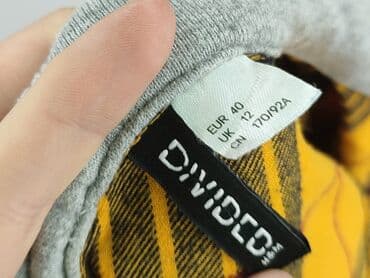 EUR 40
UK 12
CN 170/92A
DIVIDED
H&M